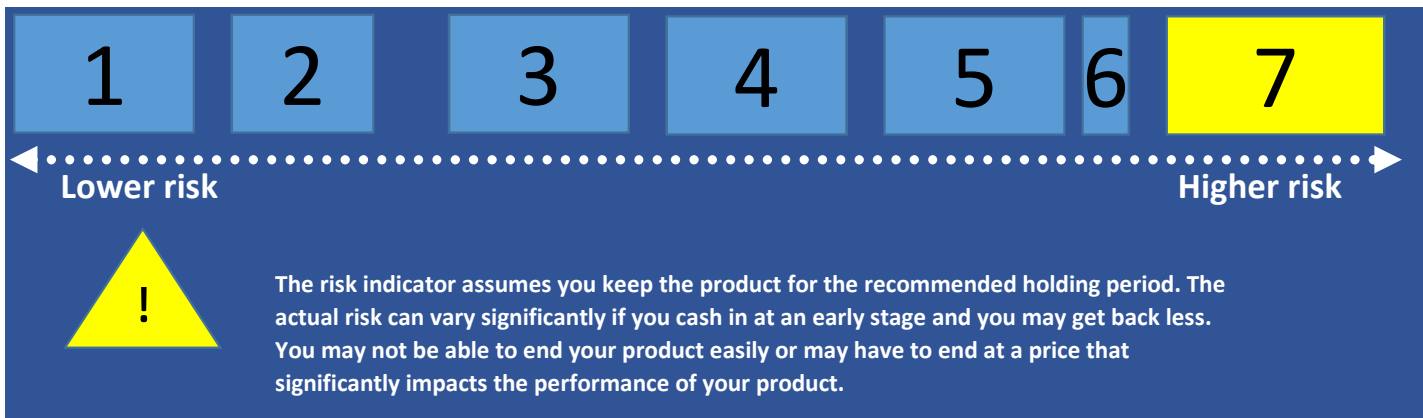 1 2 3 4 5 6 7
Lower risk Higher risk
!
The risk indicator assumes you keep the product for the recommended holding period. The
actual risk can vary significantly if you cash in at an early stage and you may get back less.
You may not be able to end your product easily or may have to end at a price that
significantly impacts the performance of your product.